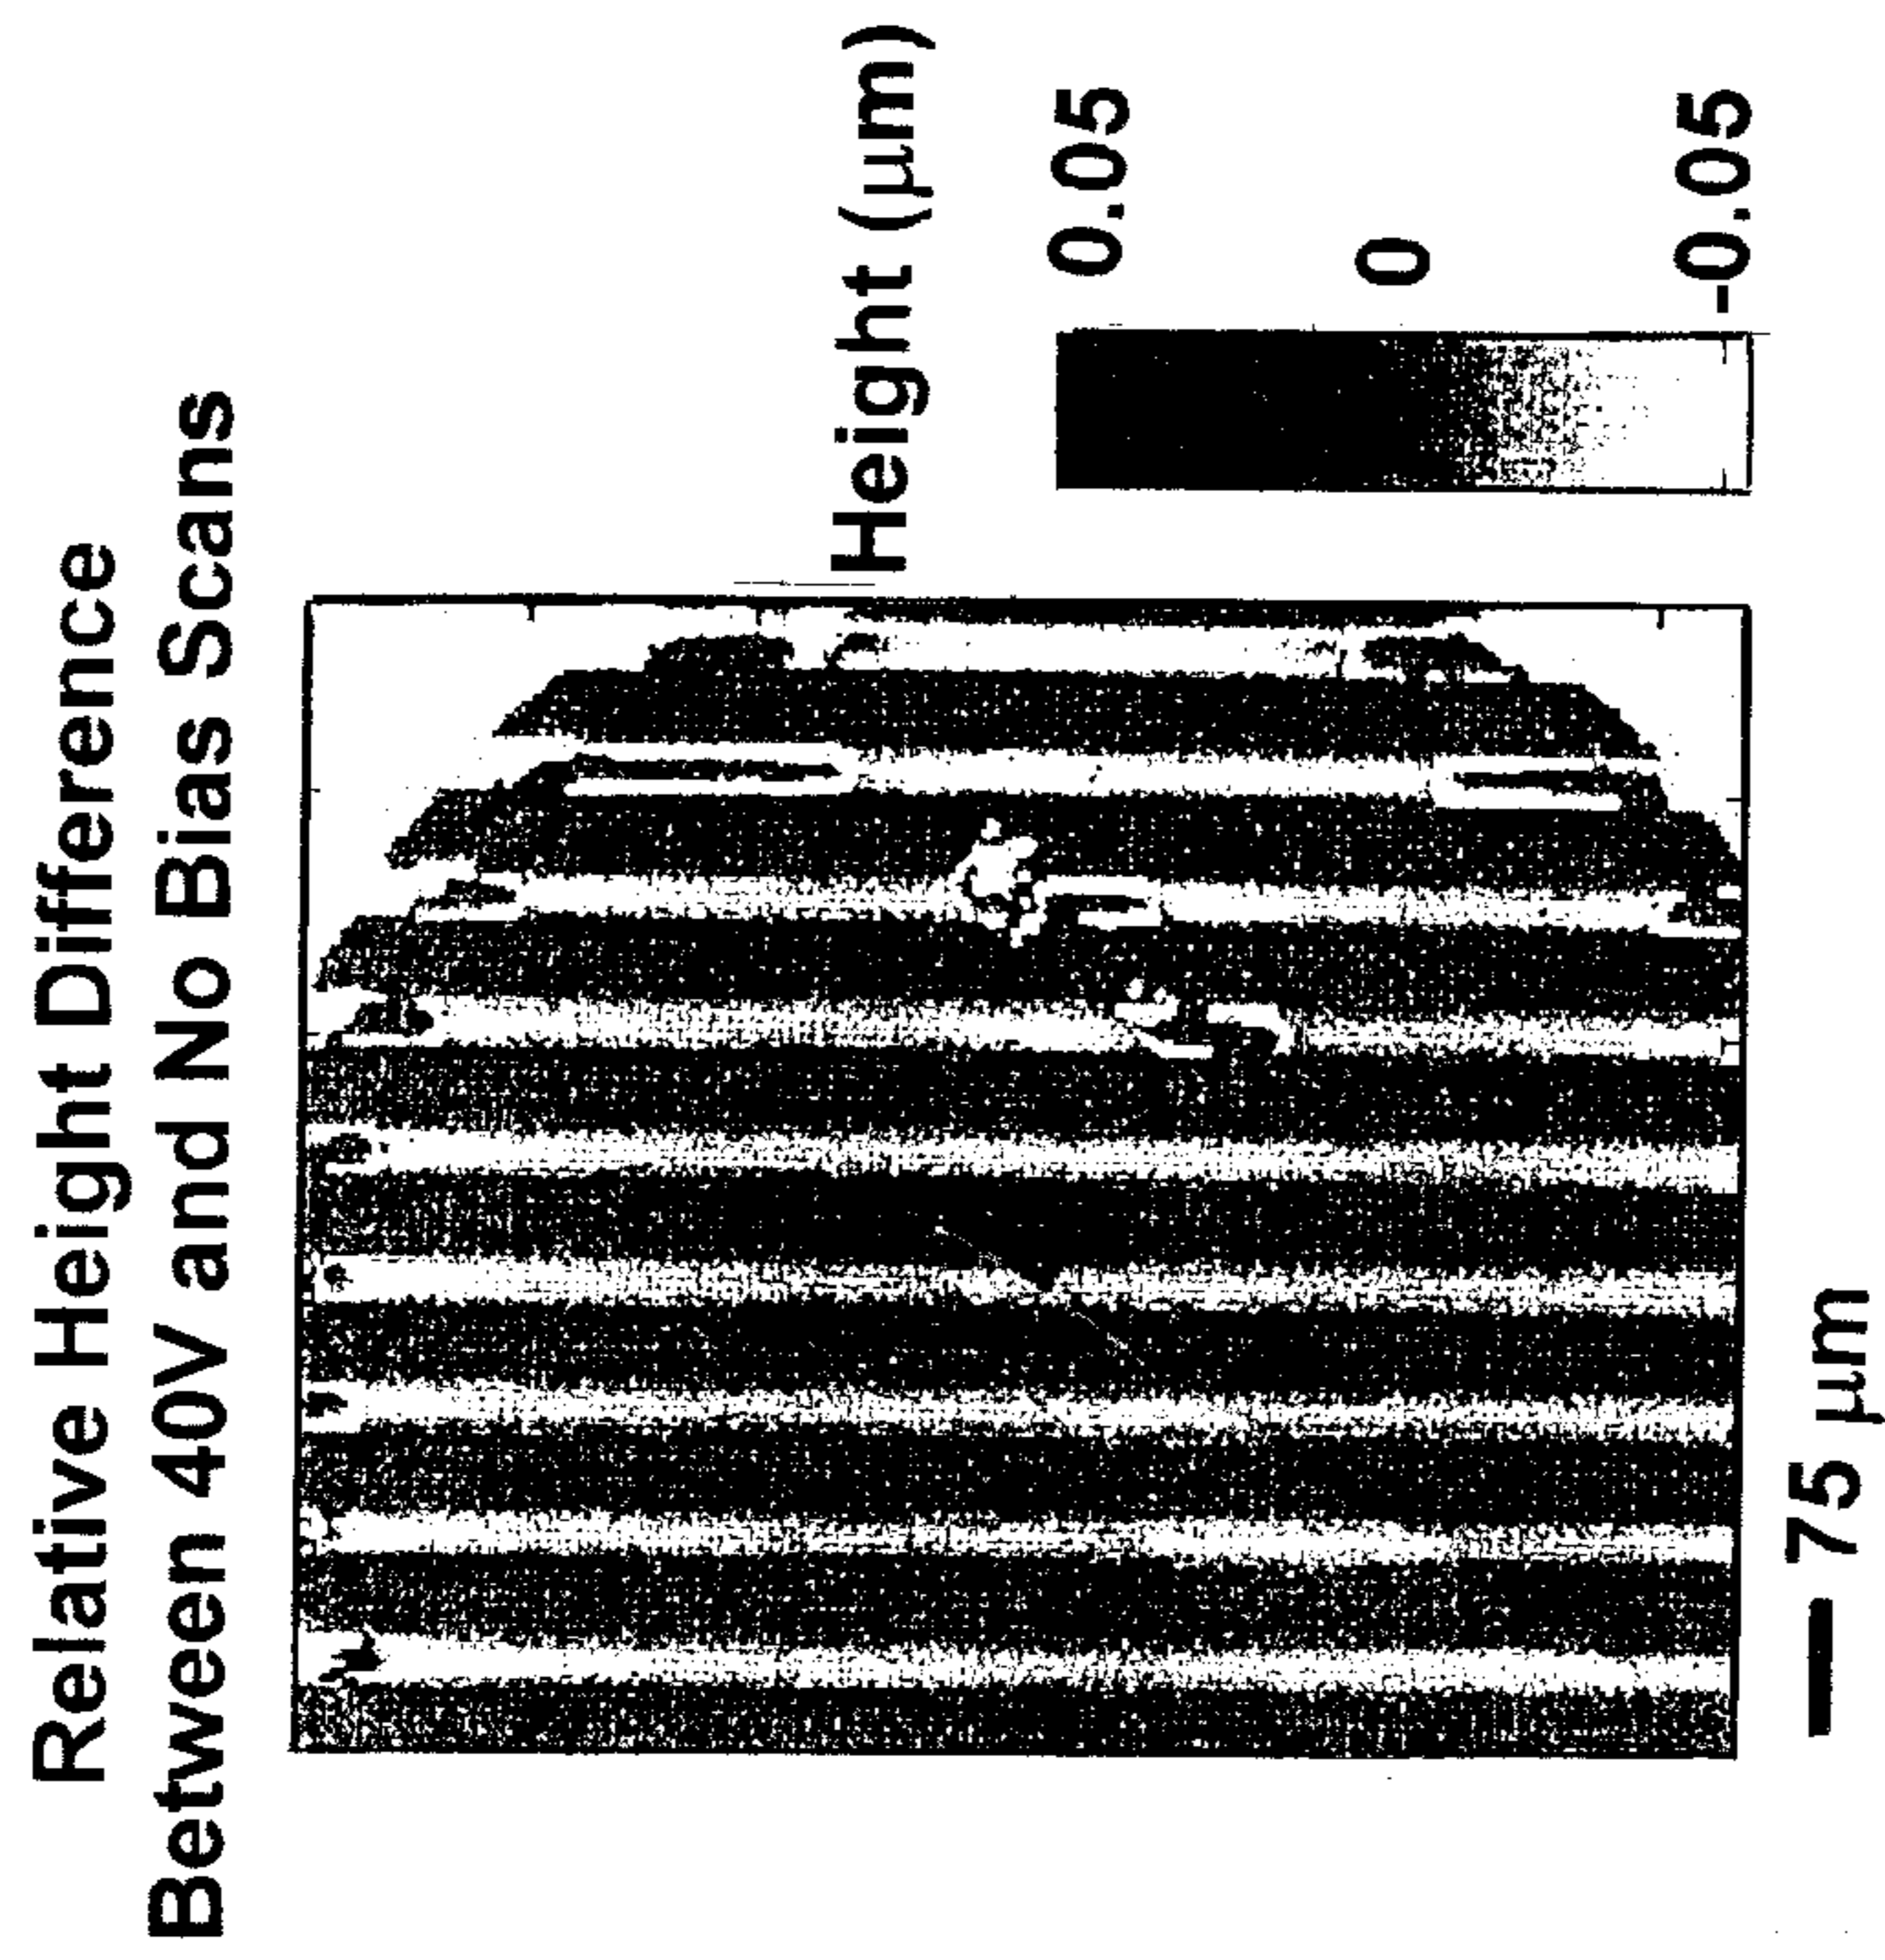 Relative Height Difference
Between 40V and No Bias Scans
Height (μm)
0.05
0
-0.05
75 μm